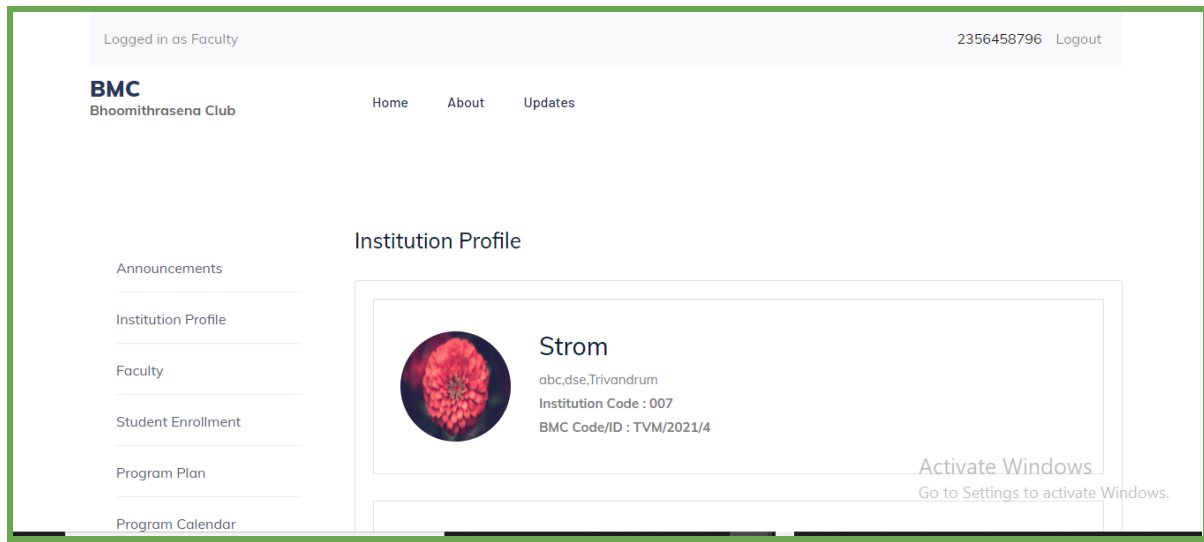 Logged in as Faculty
2356458796 Logout
BMC
Bhoomithrasena Club
Home About Updates
Announcements
Institution Profile
Faculty
Student Enrollment
Program Plan
Program Calendar
Institution Profile
Strom
abc,dse,Trivandrum
Institution Code : 007
BMC Code/ID : TVM/2021/4
Activate Windows
Go to Settings to activate Windows.